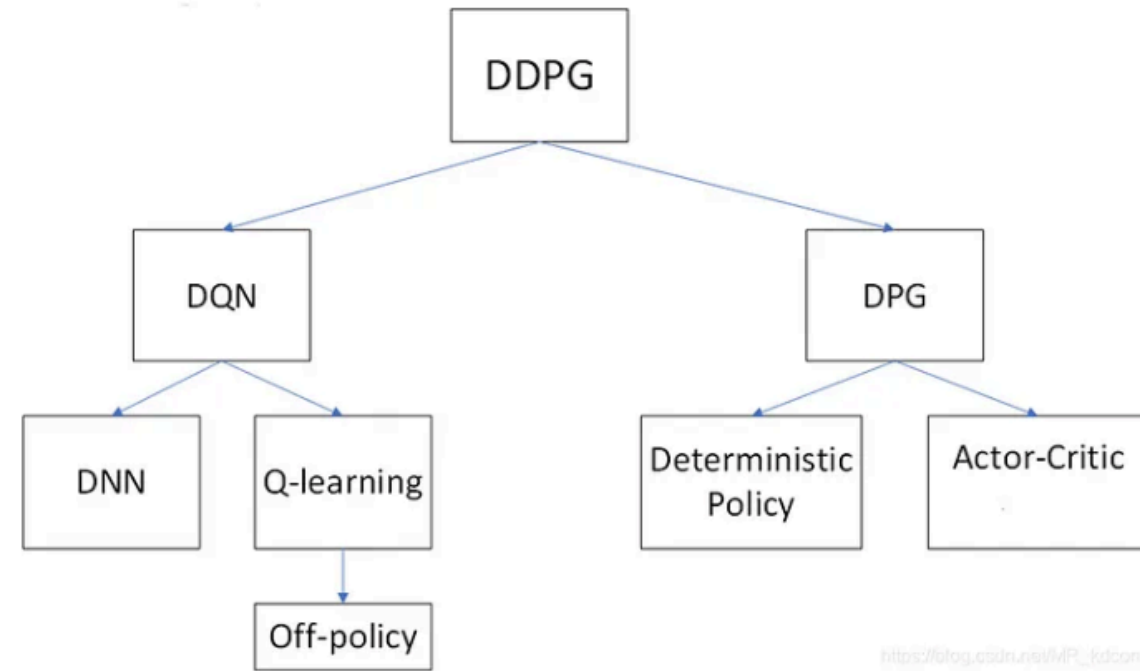 DDPG
DQN
DPG
DNN
Q-learning
Deterministic
Policy
Actor-Critic
Off-policy